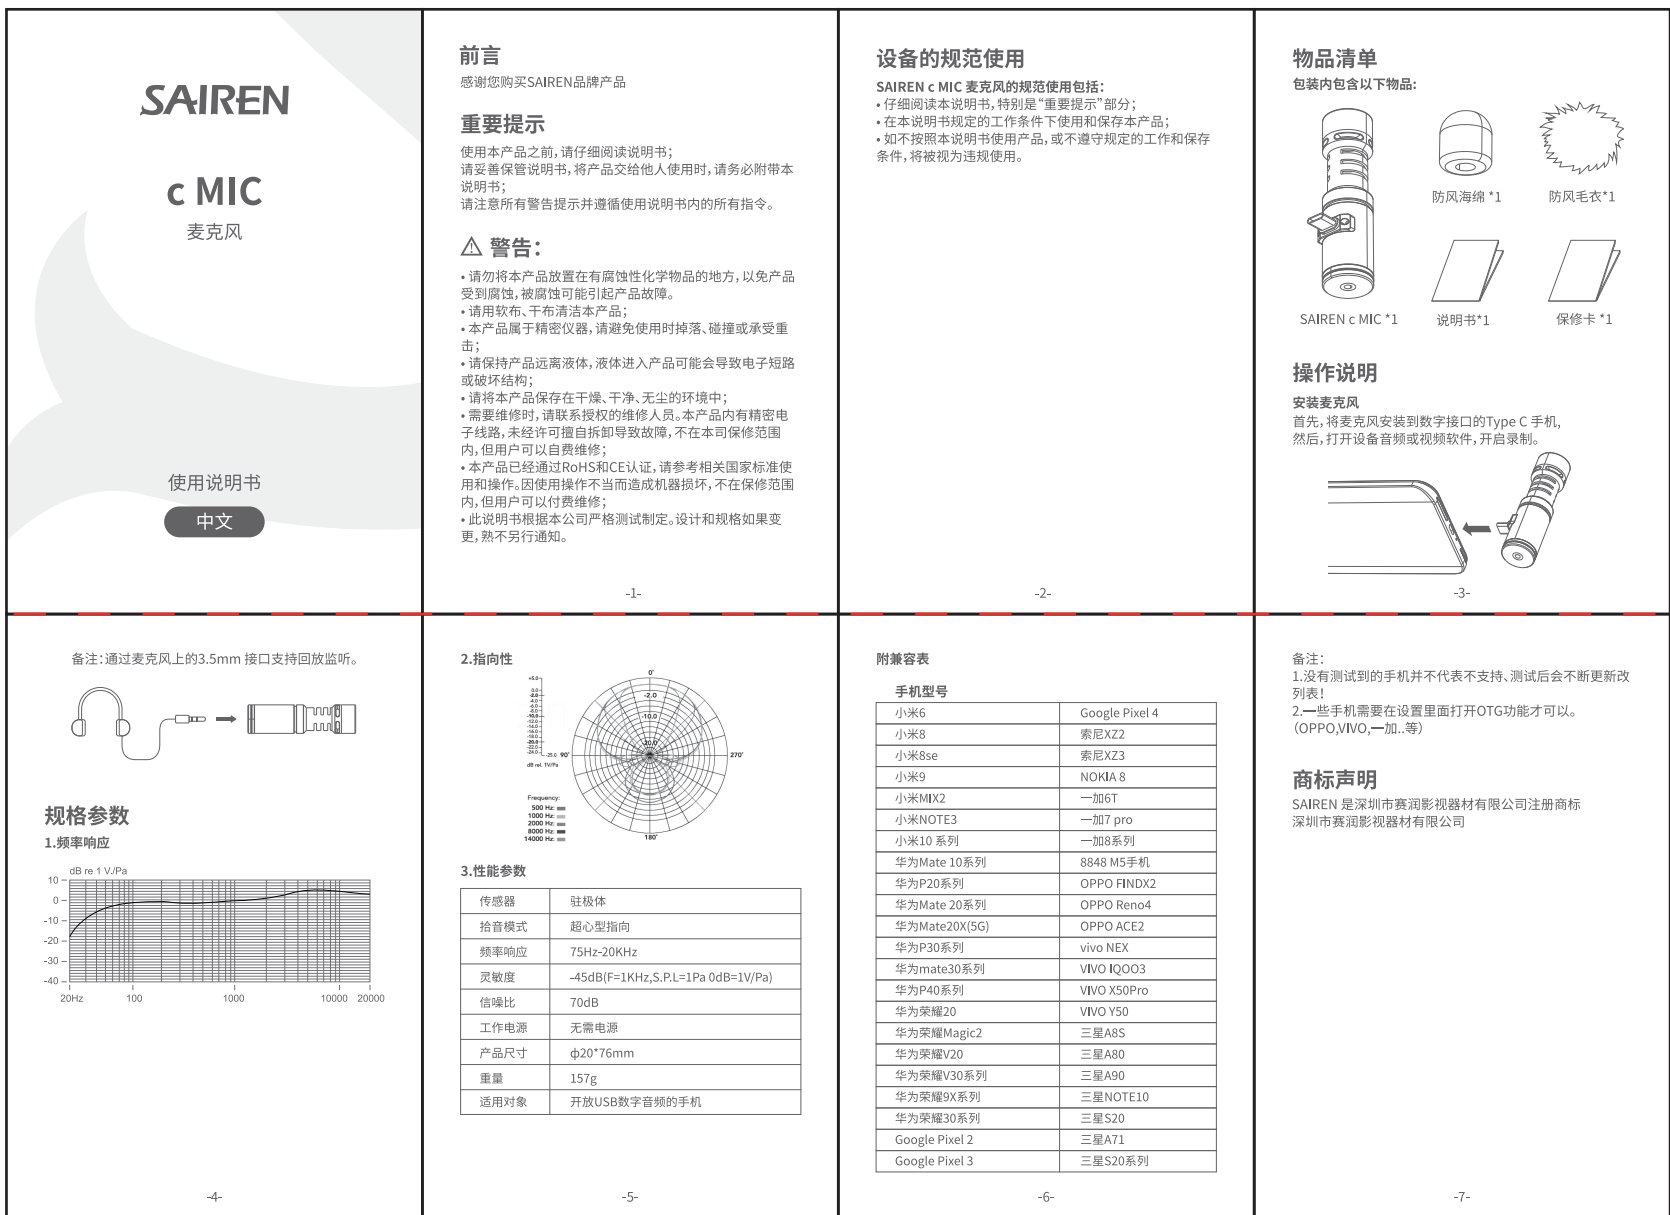 SAIREN
c MIC
麦克风
使用说明书
中文
前言
感谢您购买SAIREN品牌产品
重要提示
使用本产品之前,请仔细阅读说明书;
请妥善保管说明书,将产品交给他人使用时,请务必附带本
说明书;
请注意所有警告提示并遵循使用说明书内的所有指令。
⚠ 警告:
• 请勿将本产品放置在有腐蚀性化学物品的地方,以免产品
受到腐蚀,被腐蚀可能引起产品故障。
• 请用软布、干布清洁本产品;
• 本产品属于精密仪器,请避免使用时掉落、碰撞或承受重
击;
• 请保持产品远离液体,液体进入产品可能会导致电子短路
或破坏结构;
• 请将本产品保存在干燥、干净、无尘的环境中;
• 需要维修时,请联系授权的维修人员。本产品内有精密电
子线路,未经许可擅自拆卸导致故障,不在本司保修范围
内,但用户可以自费维修;
• 本产品已经通过RoHS和CE认证,请参考相关国家标准使
用和操作。因使用操作不当而造成机器损坏,不在保修范围
内,但用户可以付费维修;
• 此说明书根据本公司严格测试制定。设计和规格如果变
更,熟不另行通知。
-1-
设备的规范使用
SAIREN c MIC 麦克风的规范使用包括:
• 仔细阅读本说明书,特别是“重要提示”部分;
• 在本说明书规定的工作条件下使用和保存本产品;
• 如不按照本说明书使用产品,或不遵守规定的工作和保存
条件,将被视为违规使用。
-2-
物品清单
包装内包含以下物品:
防风海绵 *1
防风毛衣*1
SAIREN c MIC *1
说明书*1
保修卡 *1
操作说明
安装麦克风
首先,将麦克风安装到数字接口的Type C 手机,
然后,打开设备音频或视频软件,开启录制。
-3-
备注:通过麦克风上的3.5mm 接口支持回放监听。
规格参数
1.频率响应
dB re 1 V./Pa
10
0
-10
-20
-30
-40
20Hz 100 1000 10000 20000
-4-
2.指向性
0°
+5.0
0.0
-2.0
-4.0
-6.0
-8.0
-10.0
-12.0
-14.0
-16.0
-18.0
-20.0
-22.0
-24.0
-25.0
dB rel. 1V/Pa
-2.0
-10.0
-20.0
90°
270°
180°
Frequency:
500 Hz:
1000 Hz:
2000 Hz:
8000 Hz:
14000 Hz:
3.性能参数
传感器 驻极体
拾音模式 超心型指向
频率响应 75Hz-20KHz
灵敏度 -45dB(F=1KHz,S.P.L=1Pa 0dB=1V/Pa)
信噪比 70dB
工作电源 无需电源
产品尺寸 ф20*76mm
重量 157g
适用对象 开放USB数字音频的手机
-5-
附兼容表
手机型号
小米6 Google Pixel 4
小米8 索尼XZ2
小米8se 索尼XZ3
小米9 NOKIA 8
小米MIX2 一加6T
小米NOTE3 一加7 pro
小米10 系列 一加8系列
华为Mate 10系列 8848 M5手机
华为P20系列 OPPO FINDX2
华为Mate 20系列 OPPO Reno4
华为Mate20X(5G) OPPO ACE2
华为P30系列 vivo NEX
华为mate30系列 VIVO IQOO3
华为P40系列 VIVO X50Pro
华为荣耀20 VIVO Y50
华为荣耀Magic2 三星A8S
华为荣耀V20 三星A80
华为荣耀V30系列 三星A90
华为荣耀9X系列 三星NOTE10
华为荣耀30系列 三星S20
Google Pixel 2 三星A71
Google Pixel 3 三星S20系列
-6-
备注:
1.没有测试到的手机并不代表不支持、测试后会不断更新改
列表!
2.一些手机需要在设置里面打开OTG功能才可以。
(OPPO,VIVO,一加..等)
商标声明
SAIREN 是深圳市赛润影视器材有限公司注册商标
深圳市赛润影视器材有限公司
-7-